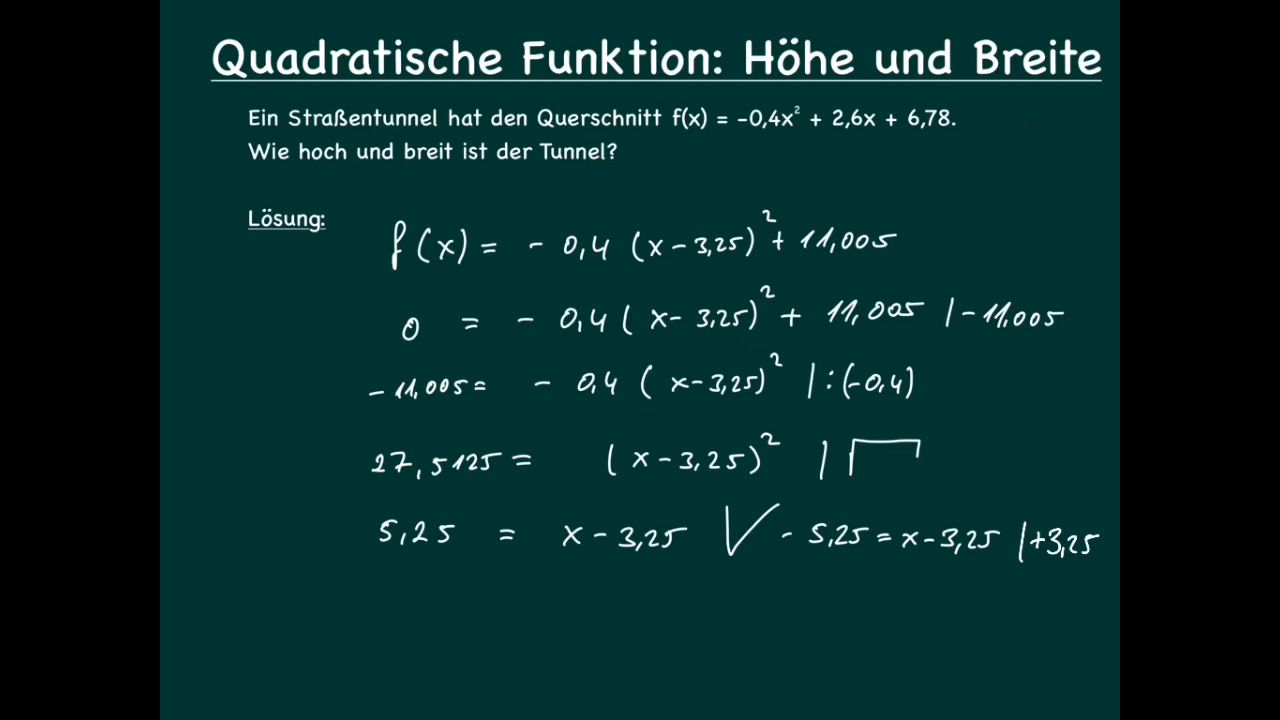 Quadratische Funktion: Höhe und Breite
Ein Straßentunnel hat den Querschnitt f(x) = -0,4x² + 2,6x + 6,78.
Wie hoch und breit ist der Tunnel?
Lösung:
f(x) = - 0,4 (x - 3,25)² + 11,005
0 = - 0,4 ( x - 3,25)² + 11,005 | - 11,005
- 11,005 = - 0,4 ( x - 3,25)² | : (-0,4)
27,5125 = ( x - 3,25)² | √
5,25 = x - 3,25 V - 5,25 = x - 3,25 | +3,25